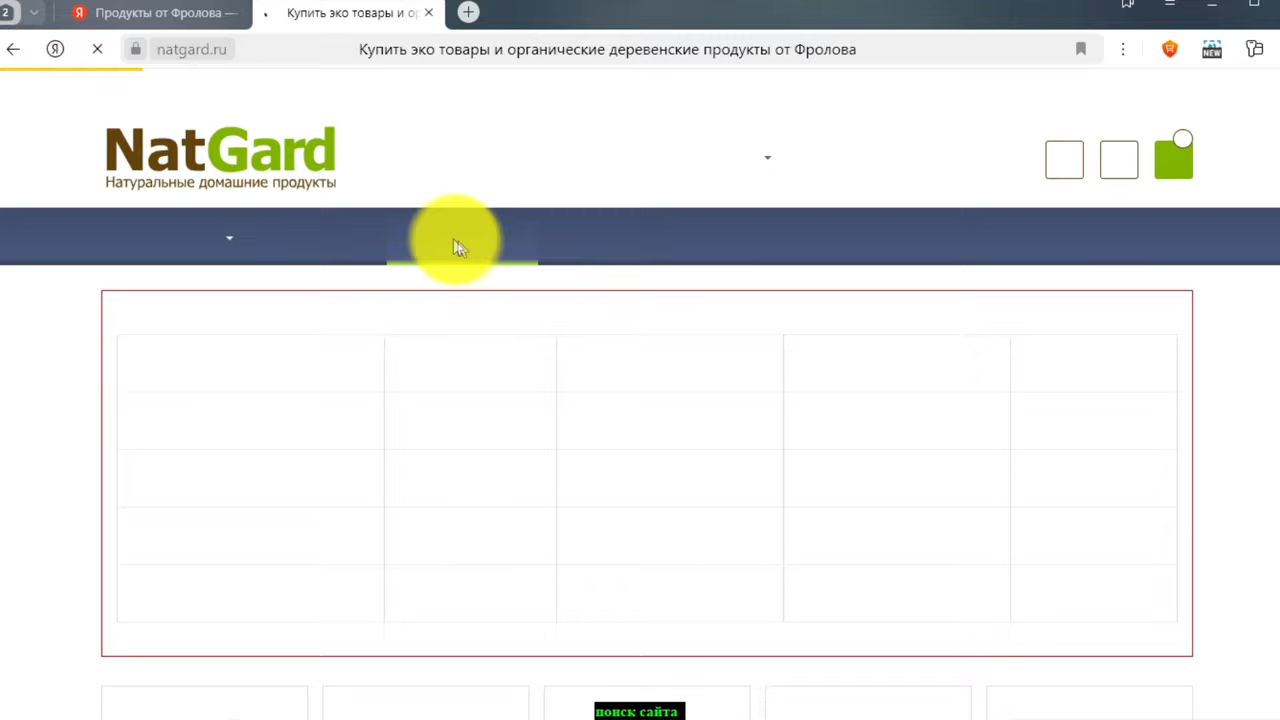 2
Продукты от Фролова —
Купить эко товары и ор
natgard.ru
Купить эко товары и органические деревенские продукты от Фролова
NEW
NatGard
Натуральные домашние продукты
поиск сайта